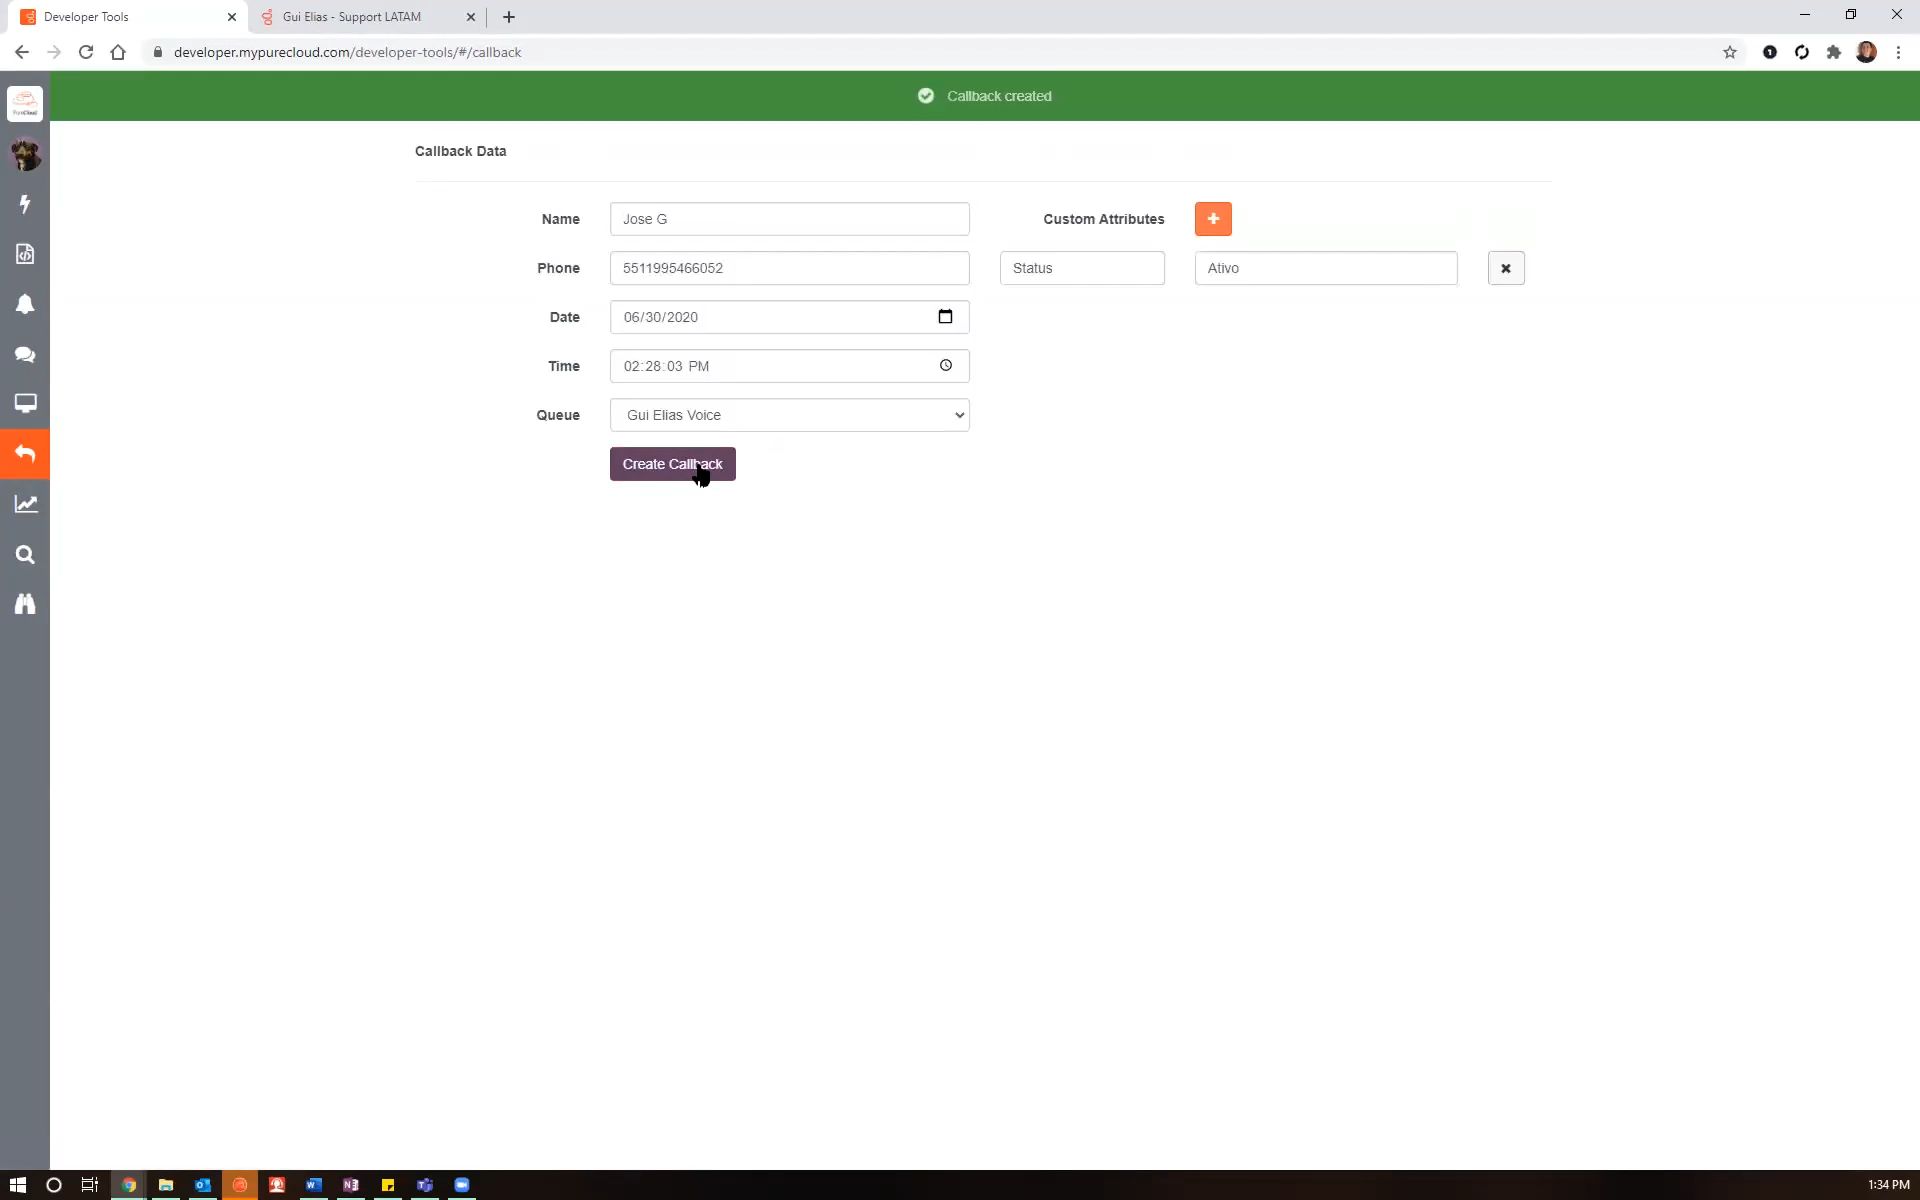 Developer Tools
Gui Elias - Support LATAM
developer.mypurecloud.com/developer-tools/#/callback
Callback created
PureCloud
Callback Data
Name
Jose G
Custom Attributes
Phone
5511995466052
Status
Ativo
Date
06/30/2020
Time
02:28:03 PM
Queue
Gui Elias Voice
Create Callback
1:34 PM